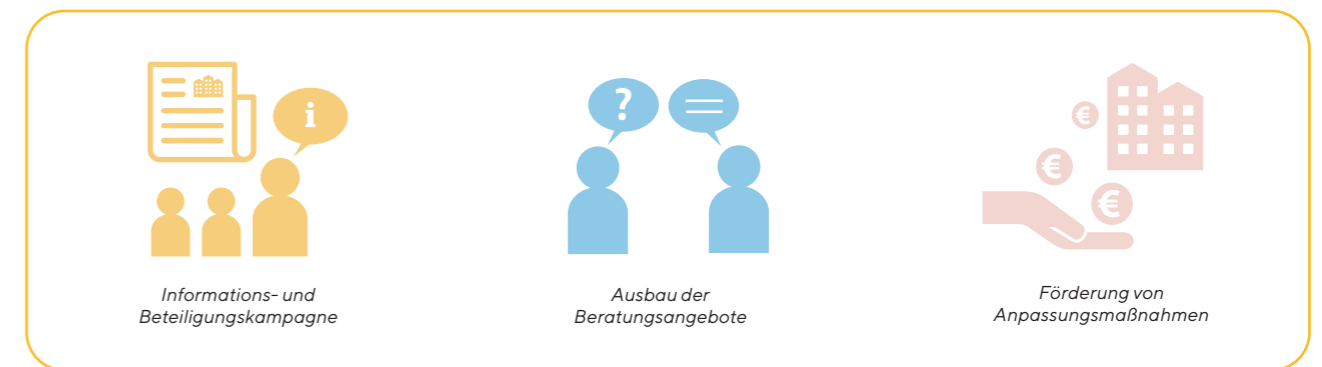 i
?
€
€
€
Informations- und
Beteiligungskampagne
Ausbau der
Beratungsangebote
Förderung von
Anpassungsmaßnahmen